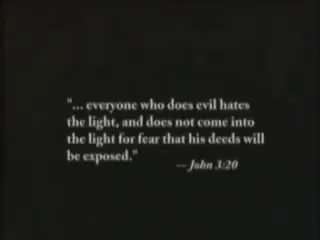 "... everyone who does evil hates
the light, and does not come into
the light for fear that his deeds will
be exposed."
— John 3:20